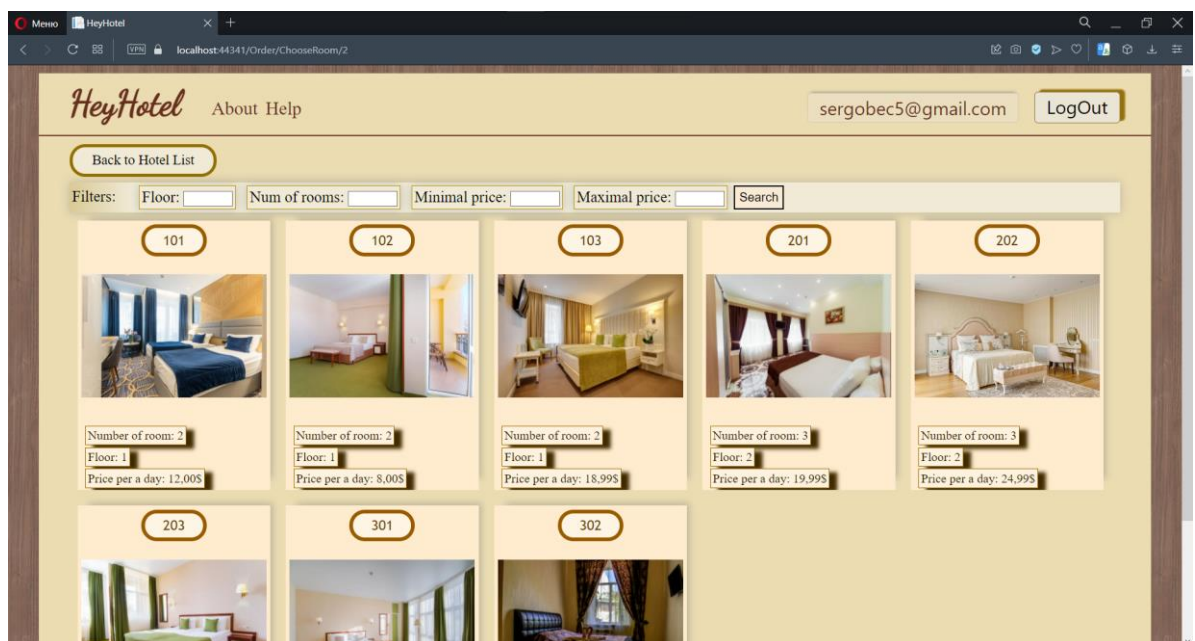 Меню HeyHotel
VPN localhost:44341/Order/ChooseRoom/2
HeyHotel About Help sergobec5@gmail.com LogOut
Back to Hotel List
Filters: Floor: Num of rooms: Minimal price: Maximal price: Search
101 102 103 201 202
Number of room: 2 Number of room: 2 Number of room: 2 Number of room: 3 Number of room: 3
Floor: 1 Floor: 1 Floor: 1 Floor: 2 Floor: 2
Price per a day: 12,00$ Price per a day: 8,00$ Price per a day: 18,99$ Price per a day: 19,99$ Price per a day: 24,99$
203 301 302